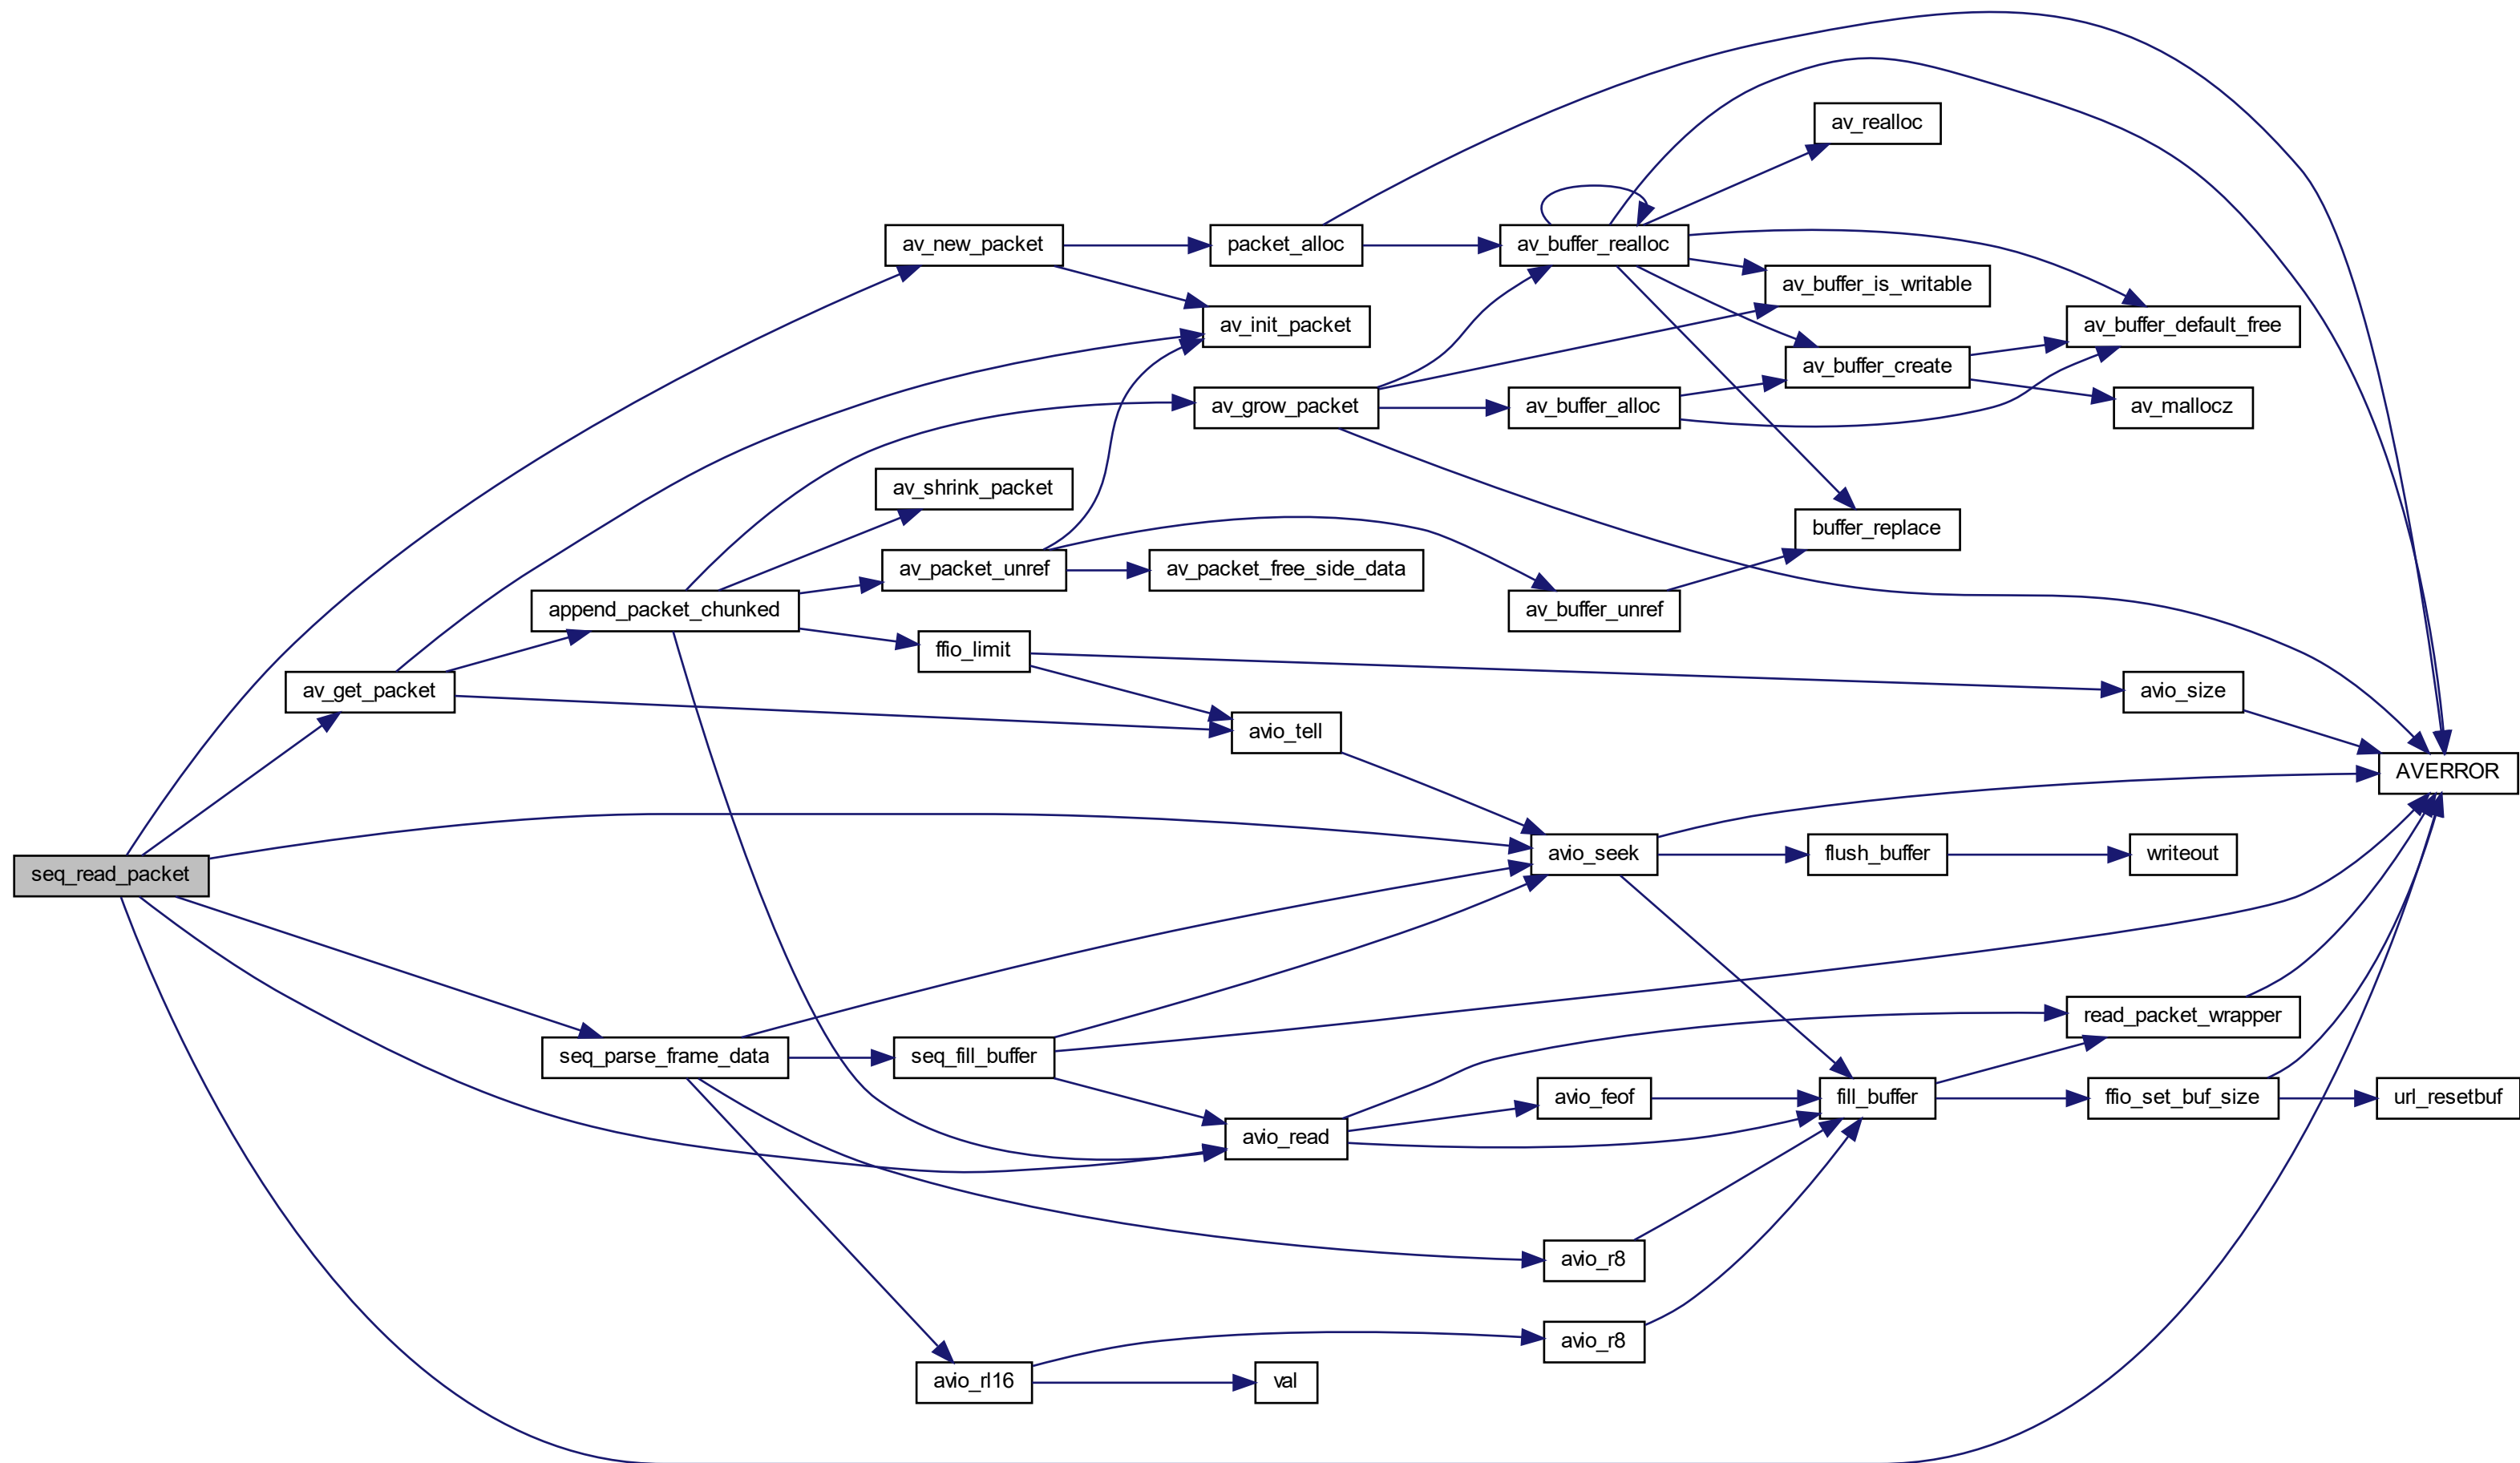 av_realloc
av_new_packet
packet_alloc
av_buffer_realloc
av_buffer_is_writable
av_init_packet
av_buffer_default_free
av_buffer_create
av_grow_packet
av_buffer_alloc
av_mallocz
av_shrink_packet
buffer_replace
av_packet_unref
av_packet_free_side_data
append_packet_chunked
av_buffer_unref
ffio_limit
av_get_packet
avio_size
avio_tell
AVERROR
seq_read_packet
avio_seek
flush_buffer
writeout
read_packet_wrapper
seq_parse_frame_data
seq_fill_buffer
avio_feof
fill_buffer
ffio_set_buf_size
url_resetbuf
avio_read
avio_r8
avio_r8
avio_rl16
val